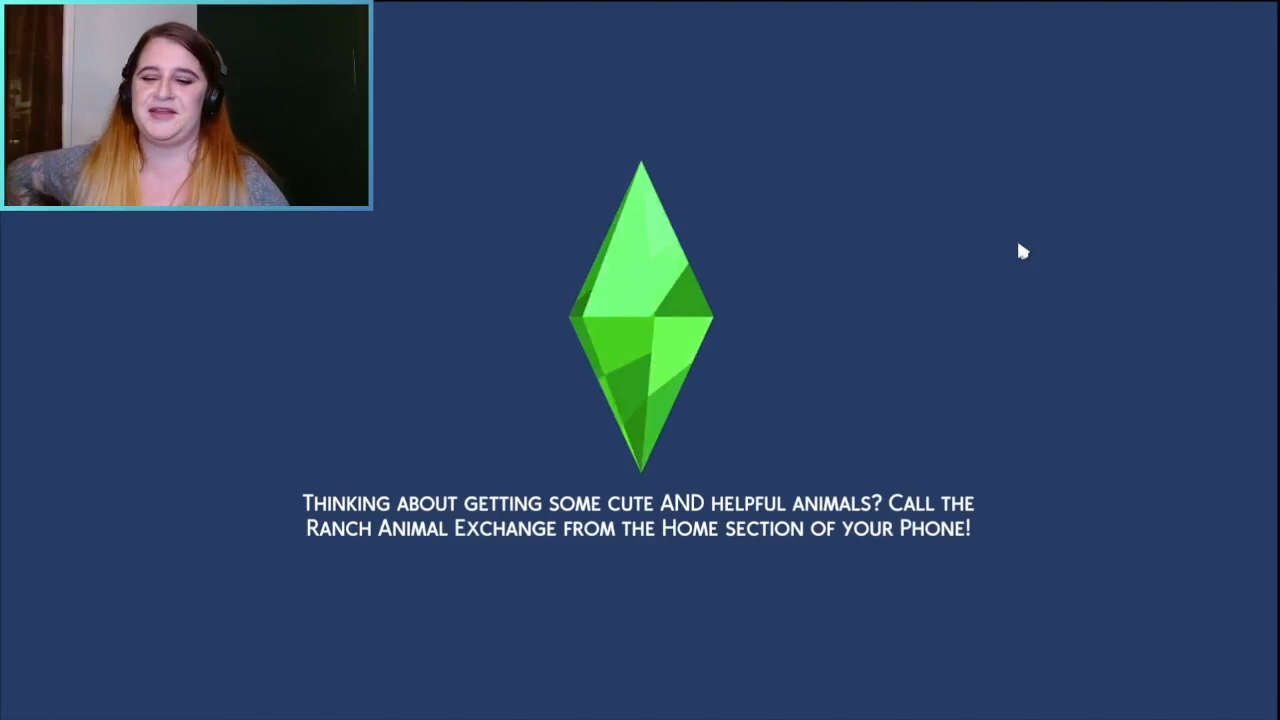 Thinking about getting some cute AND helpful animals? Call the
Ranch Animal Exchange from the Home section of your Phone!